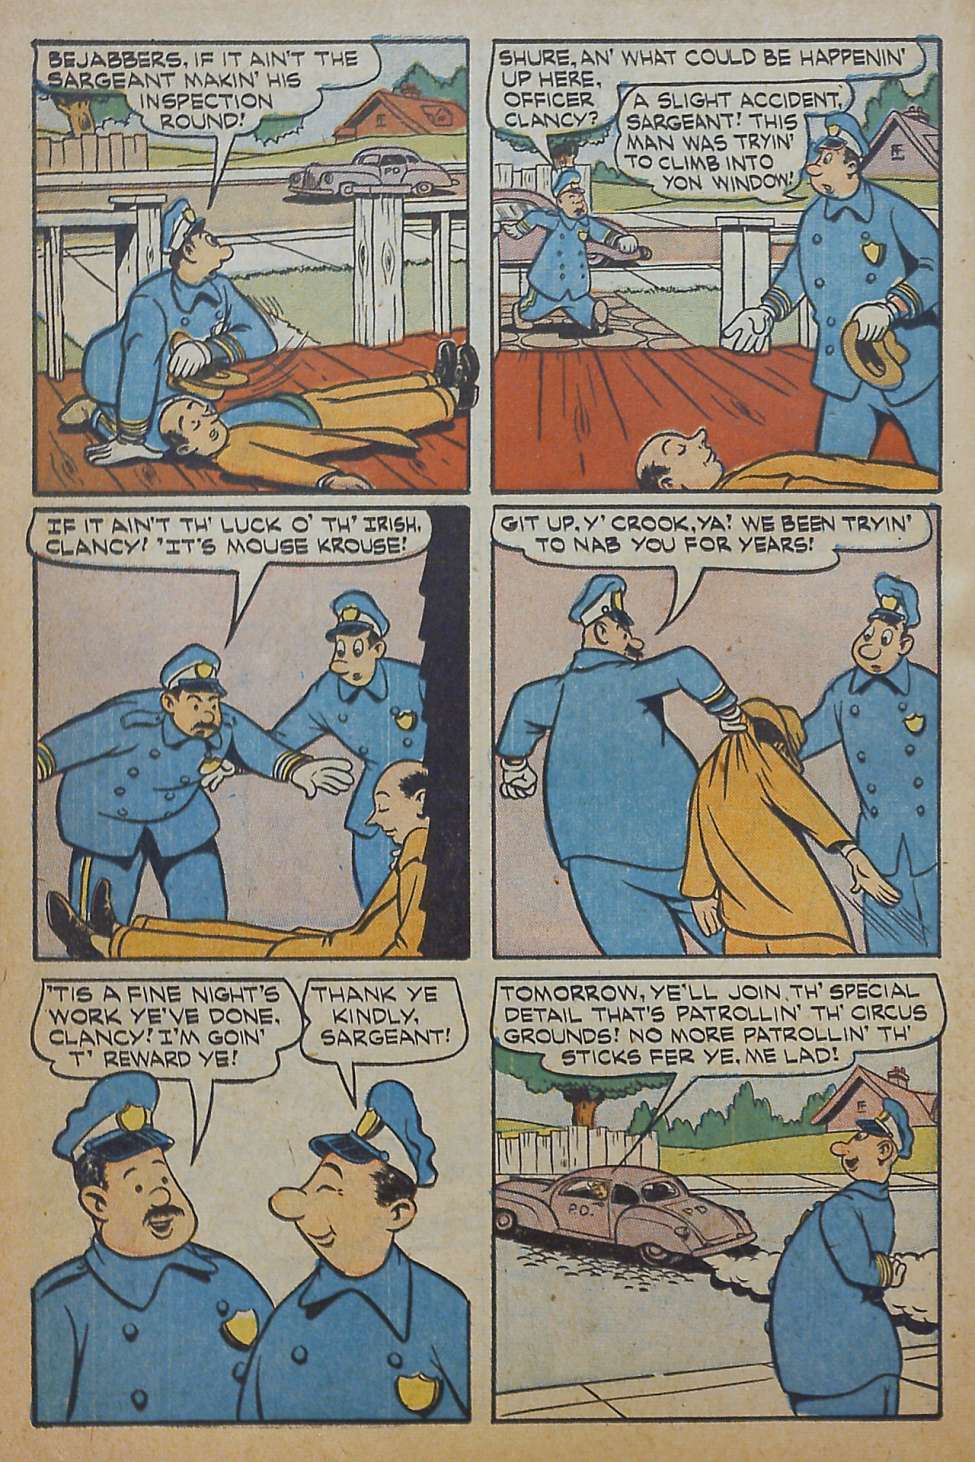 BEJABBERS, IF IT AIN'T THE
SARGEANT MAKIN' HIS
INSPECTION
ROUND!
PD
SHURE, AN' WHAT COULD BE HAPPENIN'
UP HERE,
OFFICER
CLANCY?
A SLIGHT ACCIDENT,
SARGEANT! THIS
MAN WAS TRYIN'
TO CLIMB INTO
YON WINDOW!
IF IT AIN'T TH' LUCK O' TH' IRISH,
CLANCY! 'IT'S MOUSE KROUSE!
GIT UP, Y' CROOK, YA! WE BEEN TRYIN'
TO NAB YOU FOR YEARS!
'TIS A FINE NIGHT'S
WORK YE'VE DONE,
CLANCY! I'M GOIN'
T' REWARD YE!
THANK YE
KINDLY,
SARGEANT!
TOMORROW, YE'LL JOIN TH' SPECIAL
DETAIL THAT'S PATROLLIN' TH' CIRCUS
GROUNDS! NO MORE PATROLLIN' TH'
STICKS FER YE, ME LAD!
P.D.